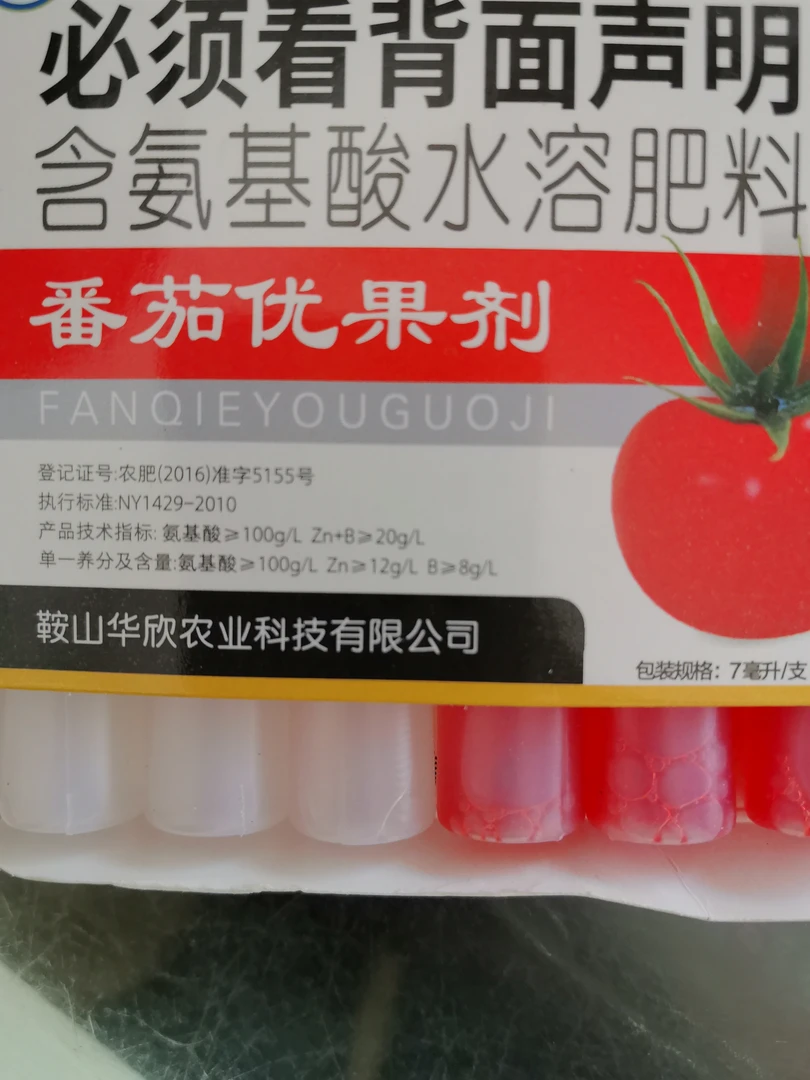 必须看背面声明
含氨基酸水溶肥料
番茄优果剂
FANQIEYOUGUOJI
登记证号:农肥(2016)准字5155号
执行标准:NY1429-2010
产品技术指标: 氨基酸≥100g/L Zn+B≥20g/L
单一养分及含量:氨基酸≥100g/L Zn≥12g/L B≥8g/L
鞍山华欣农业科技有限公司
包装规格：7毫升/支